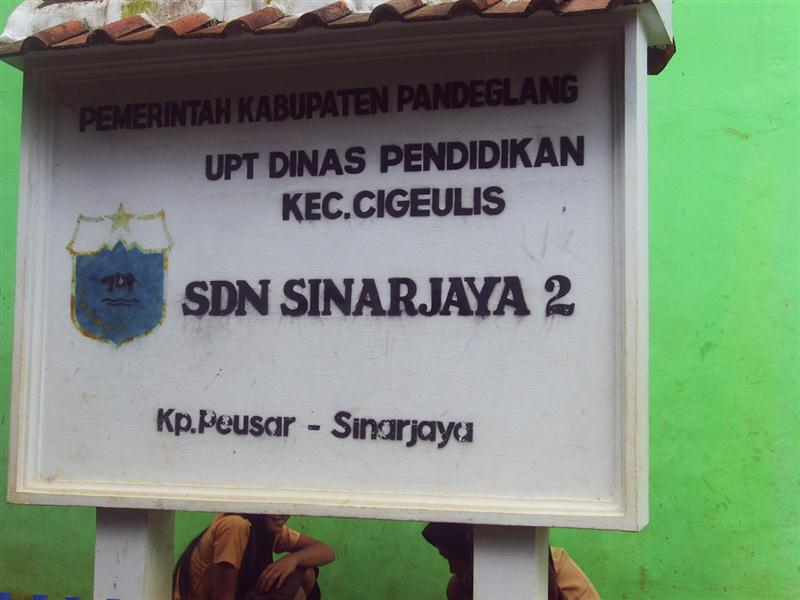 PEMERINTAH KABUPATEN PANDEGLANG
UPT DINAS PENDIDIKAN
KEC.CIGEULIS
SDN SINARJAYA 2
Kp.Peusar - Sinarjaya